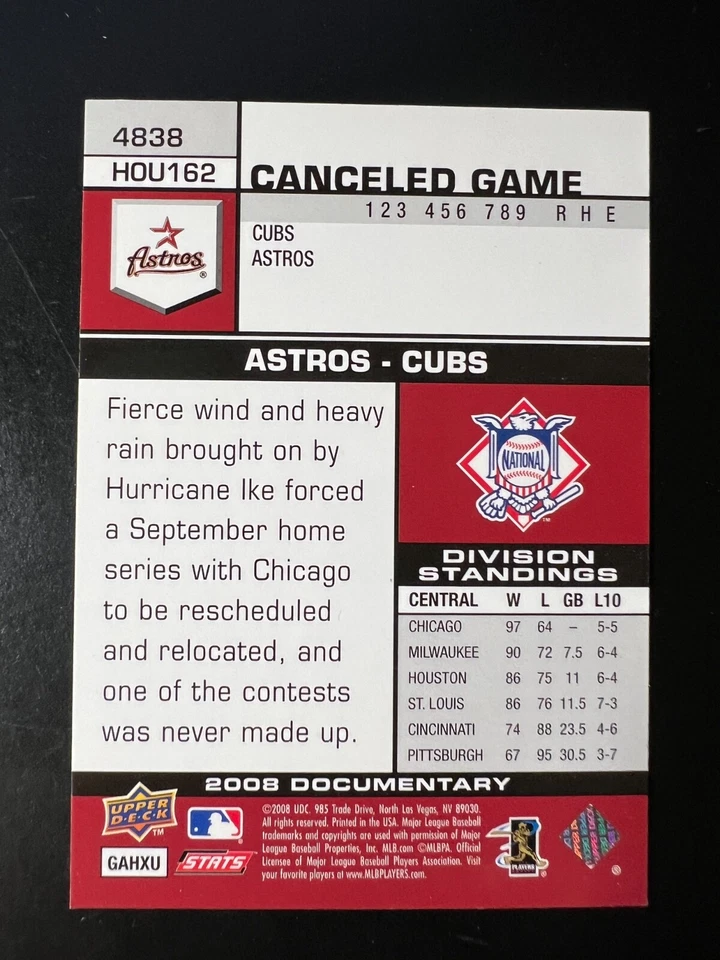 4838
HOU162
CANCELED GAME
123 456 789 R H E
CUBS
ASTROS
Astros®
ASTROS - CUBS
Fierce wind and heavy
rain brought on by
Hurricane Ike forced
a September home
series with Chicago
to be rescheduled
and relocated, and
one of the contests
was never made up.
NATIONAL
TM
DIVISION
STANDINGS
CENTRAL W L GB L10
CHICAGO 97 64 – 5-5
MILWAUKEE 90 72 7.5 6-4
HOUSTON 86 75 11 6-4
ST. LOUIS 86 76 11.5 7-3
CINCINNATI 74 88 23.5 4-6
PITTSBURGH 67 95 30.5 3-7
2008 DOCUMENTARY
UPPER
D·E·C·K
TM
GAHXU
STATS
©2008 UDC. 985 Trade Drive, North Las Vegas, NV 89030.
All rights reserved. Printed in the USA. Major League Baseball
trademarks and copyrights are used with permission of Major
League Baseball Properties, Inc. MLB.com ©MLBPA. Official
Licensee of Major League Baseball Players Association. Visit
your favorite players at www.MLBPLAYERS.com.
PLAYERS